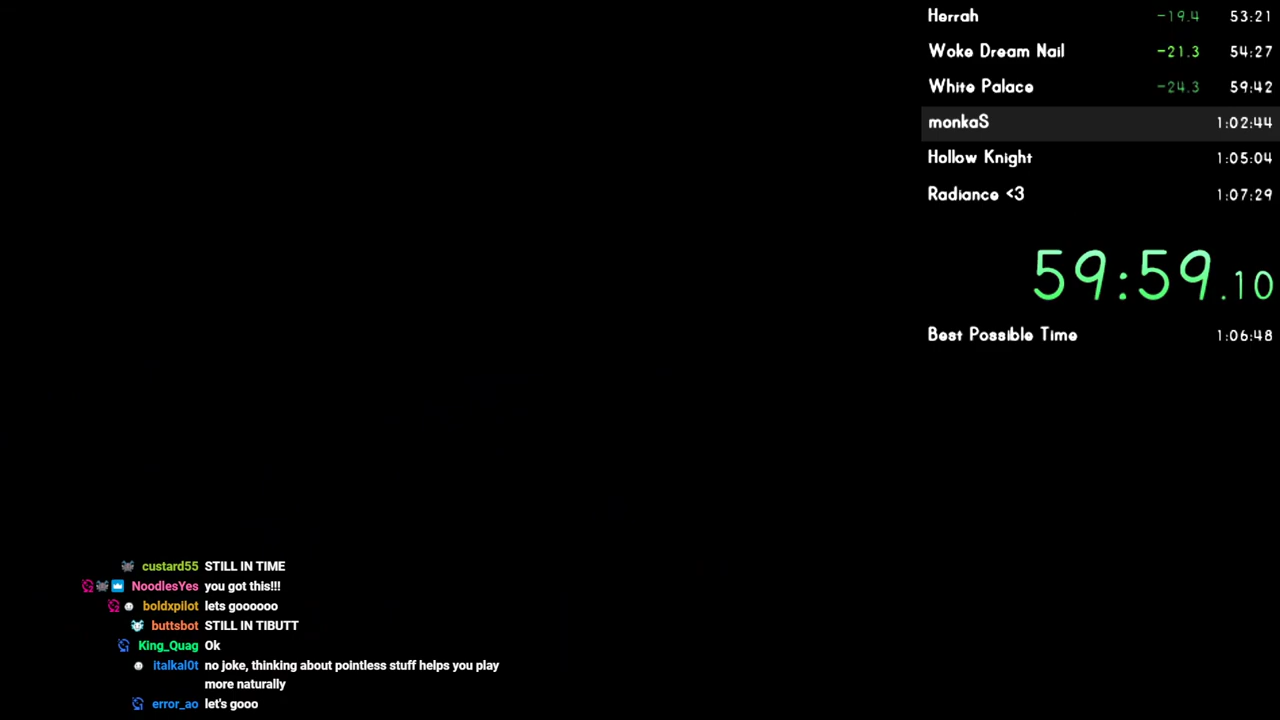 Herrah -19.4 53:21
Woke Dream Nail -21.3 54:27
White Palace -24.3 59:42
monkaS 1:02:44
Hollow Knight 1:05:04
Radiance <3 1:07:29
59:59.10
Best Possible Time 1:06:48
custard55 STILL IN TIME
NoodlesYes you got this!!!
boldxpilot lets goooooo
buttsbot STILL IN TIBUTT
King_Quag Ok
italkal0t no joke, thinking about pointless stuff helps you play
more naturally
error_ao let's gooo